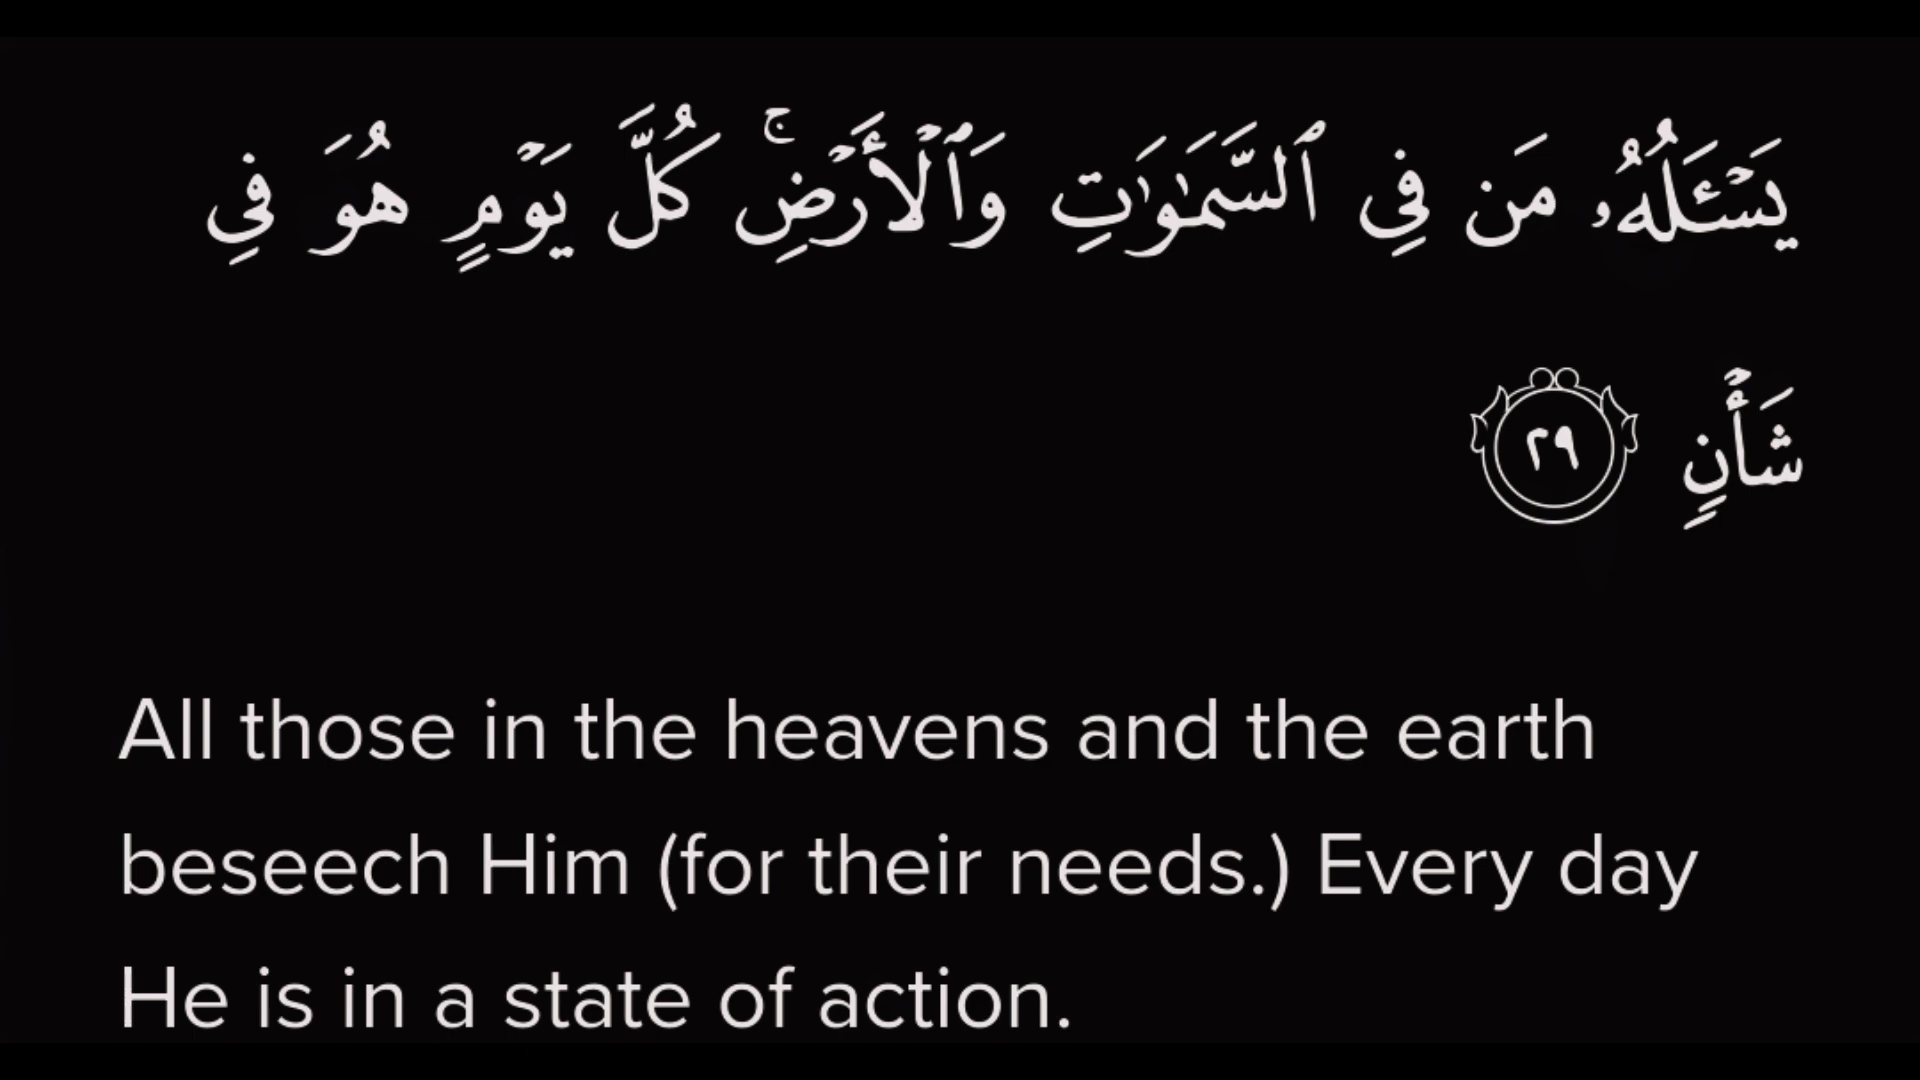 يَسْـَٔلُهُۥ مَن فِى ٱلسَّمَٰوَٰتِ وَٱلْأَرْضِ ۚ كُلَّ يَوْمٍ هُوَ فِى
شَأْنٍ ٢٩
All those in the heavens and the earth
beseech Him (for their needs.) Every day
He is in a state of action.